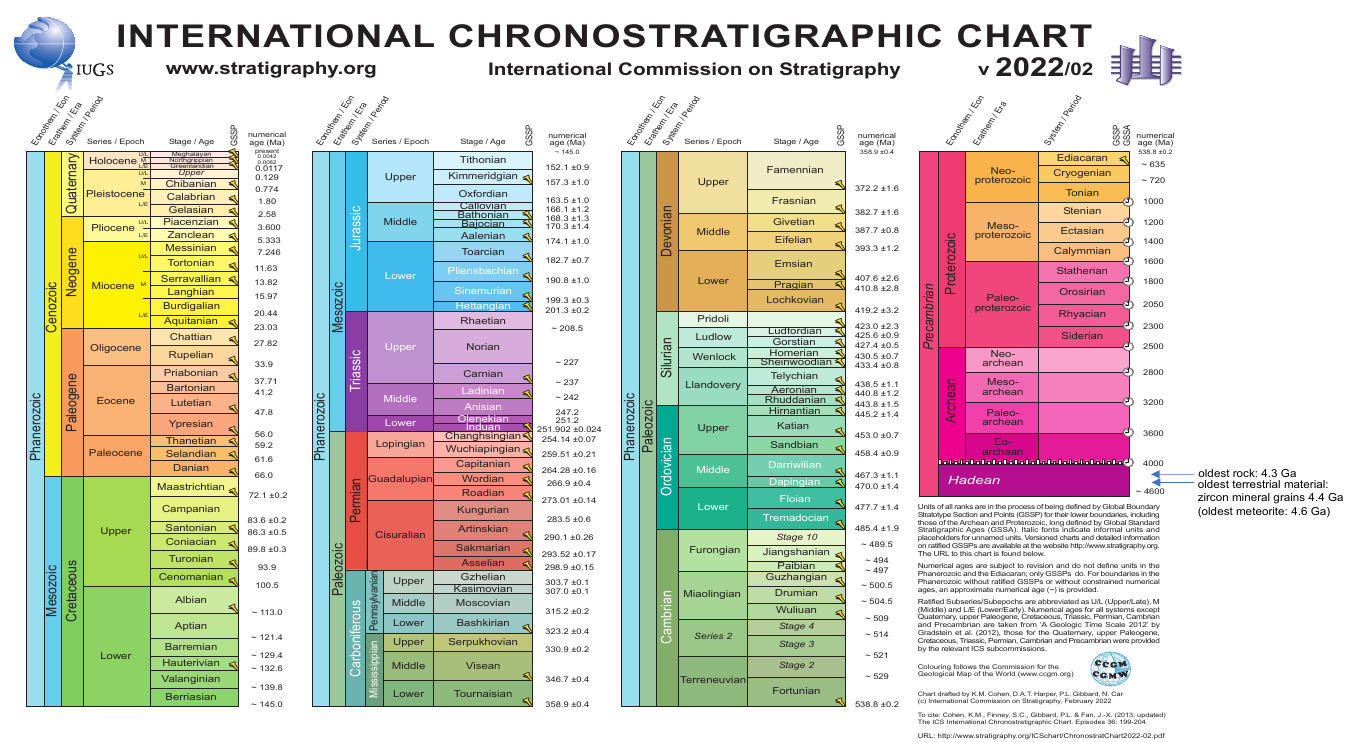 INTERNATIONAL CHRONOSTRATIGRAPHIC CHART
IUGS
www.stratigraphy.org
International Commission on Stratigraphy
v 2022/02
Eonothem / Eon
Erathem / Era
System / Period
Series / Epoch
Stage / Age
GSSP
numerical age (Ma)
Phanerozoic
Cenozoic
Quaternary
Holocene
U/L
M
L/E
Meghalayan
Northgrippian
Greenlandian
present
0.0042
0.0082
0.0117
Pleistocene
U/L
M
L/E
Upper
0.129
Chibanian
0.774
Calabrian
1.80
Gelasian
2.58
Neogene
Pliocene
U/L
L/E
Piacenzian
3.600
Zanclean
5.333
Miocene
U/L
M
L/E
Messinian
7.246
Tortonian
11.63
Serravallian
13.82
Langhian
15.97
Burdigalian
20.44
Aquitanian
23.03
Paleogene
Oligocene
Chattian
27.82
Rupelian
33.9
Eocene
Priabonian
37.71
Bartonian
41.2
Lutetian
47.8
Ypresian
56.0
Paleocene
Thanetian
59.2
Selandian
61.6
Danian
66.0
Mesozoic
Cretaceous
Upper
Maastrichtian
72.1 ±0.2
Campanian
83.6 ±0.2
Santonian
86.3 ±0.5
Coniacian
89.8 ±0.3
Turonian
93.9
Cenomanian
100.5
Lower
Albian
~ 113.0
Aptian
~ 121.4
Barremian
~ 129.4
Hauterivian
~ 132.6
Valanginian
~ 139.8
Berriasian
~ 145.0
Eonothem / Eon
Erathem / Era
System / Period
Series / Epoch
Stage / Age
GSSP
numerical age (Ma)
~ 145.0
Phanerozoic
Mesozoic
Jurassic
Upper
Tithonian
152.1 ±0.9
Kimmeridgian
157.3 ±1.0
Oxfordian
163.5 ±1.0
Middle
Callovian
166.1 ±1.2
Bathonian
168.3 ±1.3
Bajocian
170.3 ±1.4
Aalenian
174.1 ±1.0
Lower
Toarcian
182.7 ±0.7
Pliensbachian
190.8 ±1.0
Sinemurian
199.3 ±0.3
Hettangian
201.3 ±0.2
Triassic
Upper
Rhaetian
~ 208.5
Norian
~ 227
Carnian
~ 237
Middle
Ladinian
~ 242
Anisian
247.2
Lower
Olenekian
251.2
Induan
251.902 ±0.024
Paleozoic
Permian
Lopingian
Changhsingian
254.14 ±0.07
Wuchiapingian
259.51 ±0.21
Guadalupian
Capitanian
264.28 ±0.16
Wordian
266.9 ±0.4
Roadian
273.01 ±0.14
Cisuralian
Kungurian
283.5 ±0.6
Artinskian
290.1 ±0.26
Sakmarian
293.52 ±0.17
Asselian
298.9 ±0.15
Carboniferous
Pennsylvanian
Upper
Gzhelian
303.7 ±0.1
Kasimovian
307.0 ±0.1
Middle
Moscovian
315.2 ±0.2
Lower
Bashkirian
323.2 ±0.4
Mississippian
Upper
Serpukhovian
330.9 ±0.2
Middle
Visean
346.7 ±0.4
Lower
Tournaisian
358.9 ±0.4
Eonothem / Eon
Erathem / Era
System / Period
Series / Epoch
Stage / Age
GSSP
numerical age (Ma)
358.9 ±0.4
Phanerozoic
Paleozoic
Devonian
Upper
Famennian
372.2 ±1.6
Frasnian
382.7 ±1.6
Middle
Givetian
387.7 ±0.8
Eifelian
393.3 ±1.2
Lower
Emsian
407.6 ±2.6
Pragian
410.8 ±2.8
Lochkovian
419.2 ±3.2
Silurian
Pridoli
423.0 ±2.3
Ludlow
Ludfordian
425.6 ±0.9
Gorstian
427.4 ±0.5
Wenlock
Homerian
430.5 ±0.7
Sheinwoodian
433.4 ±0.8
Llandovery
Telychian
438.5 ±1.1
Aeronian
440.8 ±1.2
Rhuddanian
443.8 ±1.5
Ordovician
Upper
Hirnantian
445.2 ±1.4
Katian
453.0 ±0.7
Sandbian
458.4 ±0.9
Middle
Darriwilian
467.3 ±1.1
Dapingian
470.0 ±1.4
Lower
Floian
477.7 ±1.4
Tremadocian
485.4 ±1.9
Cambrian
Furongian
Stage 10
~ 489.5
Jiangshanian
~ 494
Paibian
~ 497
Miaolingian
Guzhangian
~ 500.5
Drumian
~ 504.5
Wuliuan
~ 509
Series 2
Stage 4
~ 514
Stage 3
~ 521
Terreneuvian
Stage 2
~ 529
Fortunian
538.8 ±0.2
Eonothem / Eon
Erathem / Era
System / Period
GSSP
GSSA
numerical age (Ma)
538.8 ±0.2
Precambrian
Proterozoic
Neo-proterozoic
Ediacaran
~ 635
Cryogenian
~ 720
Tonian
1000
Meso-proterozoic
Stenian
1200
Ectasian
1400
Calymmian
1600
Paleo-proterozoic
Statherian
1800
Orosirian
2050
Rhyacian
2300
Siderian
2500
Archean
Neo-archean
2800
Meso-archean
3200
Paleo-archean
3600
Eo-archean
4000
Hadean
~ 4600
oldest rock: 4.3 Ga
oldest terrestrial material:
zircon mineral grains 4.4 Ga
(oldest meteorite: 4.6 Ga)
Units of all ranks are in the process of being defined by Global Boundary
Stratotype Section and Points (GSSP) for their lower boundaries, including
those of the Archean and Proterozoic, long defined by Global Standard
Stratigraphic Ages (GSSA). Italic fonts indicate informal units and
placeholders for unnamed units. Versioned charts and detailed information
on ratified GSSPs are available at the website http://www.stratigraphy.org.
The URL to this chart is found below.
Numerical ages are subject to revision and do not define units in the
Phanerozoic and the Ediacaran; only GSSPs do. For boundaries in the
Phanerozoic without ratified GSSPs or without constrained numerical
ages, an approximate numerical age (~) is provided.
Ratified Subseries/Subepochs are abbreviated as U/L (Upper/Late), M
(Middle) and L/E (Lower/Early). Numerical ages for all systems except
Quaternary, upper Paleogene, Cretaceous, Triassic, Permian, Cambrian
and Precambrian are taken from 'A Geologic Time Scale 2012' by
Gradstein et al. (2012), those for the Quaternary, upper Paleogene,
Cretaceous, Triassic, Permian, Cambrian and Precambrian were provided
by the relevant ICS subcommissions.
Colouring follows the Commission for the
Geological Map of the World (www.ccgm.org)
CCGM
CGMW
Chart drafted by K.M. Cohen, D.A.T. Harper, P.L. Gibbard, N. Car
(c) International Commission on Stratigraphy, February 2022
To cite: Cohen, K.M., Finney, S.C., Gibbard, P.L. & Fan, J.-X. (2013; updated)
The ICS International Chronostratigraphic Chart. Episodes 36: 199-204.
URL: http://www.stratigraphy.org/ICSchart/ChronostratChart2022-02.pdf